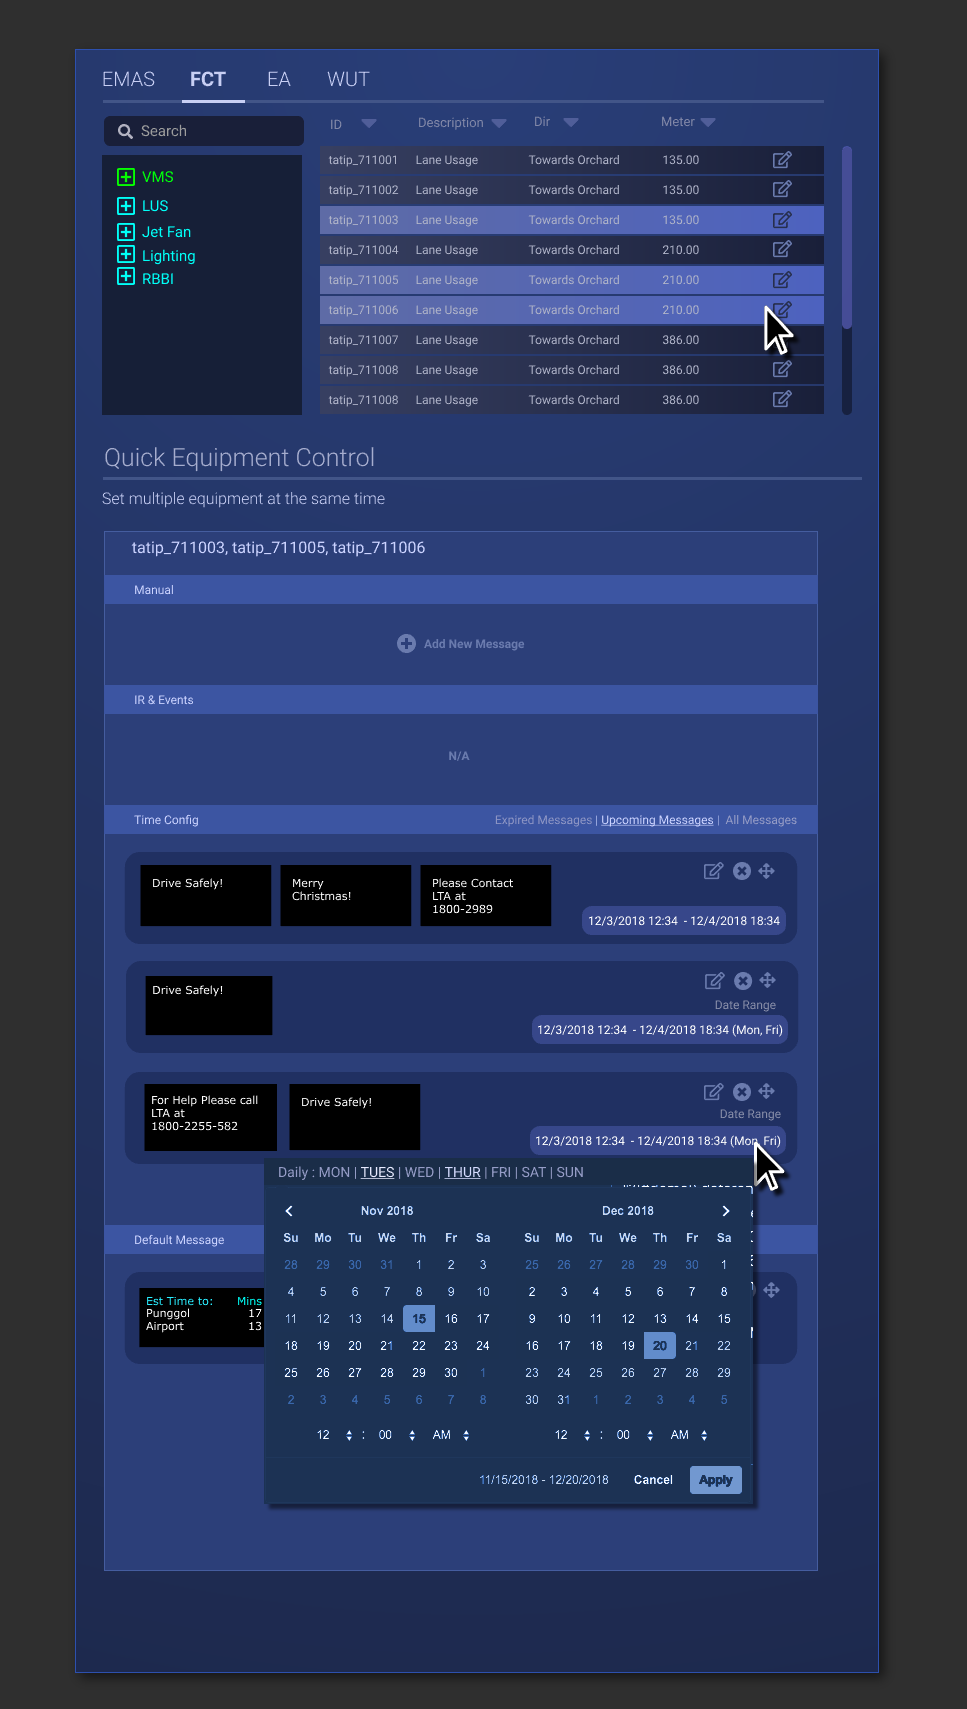 EMAS FCT EA WUT
Search
ID Description Dir Meter
VMS
LUS
Jet Fan
Lighting
RBBI
tatip_711001 Lane Usage Towards Orchard 135.00
tatip_711002 Lane Usage Towards Orchard 135.00
tatip_711003 Lane Usage Towards Orchard 135.00
tatip_711004 Lane Usage Towards Orchard 210.00
tatip_711005 Lane Usage Towards Orchard 210.00
tatip_711006 Lane Usage Towards Orchard 210.00
tatip_711007 Lane Usage Towards Orchard 386.00
tatip_711008 Lane Usage Towards Orchard 386.00
tatip_711008 Lane Usage Towards Orchard 386.00
Quick Equipment Control
Set multiple equipment at the same time
tatip_711003, tatip_711005, tatip_711006
Manual
Add New Message
IR & Events
N/A
Time Config Expired Messages | Upcoming Messages | All Messages
Drive Safely!
Merry
Christmas!
Please Contact
LTA at
1800-2989
12/3/2018 12:34 - 12/4/2018 18:34
Drive Safely!
Date Range
12/3/2018 12:34 - 12/4/2018 18:34 (Mon, Fri)
For Help Please call
LTA at
1800-2255-582
Drive Safely!
Date Range
12/3/2018 12:34 - 12/4/2018 18:34 (Mon, Fri)
Daily : MON | TUES | WED | THUR | FRI | SAT | SUN
Default Message
Est Time to: Mins
Punggol 17
Airport 13
Nov 2018
Su Mo Tu We Th Fr Sa
28 29 30 31 1 2 3
4 5 6 7 8 9 10
11 12 13 14 15 16 17
18 19 20 21 22 23 24
25 26 27 28 29 30 1
2 3 4 5 6 7 8
12 : 00 AM
Dec 2018
Su Mo Tu We Th Fr Sa
25 26 27 28 29 30 1
2 3 4 5 6 7 8
9 10 11 12 13 14 15
16 17 18 19 20 21 22
23 24 25 26 27 28 29
30 31 1 2 3 4 5
12 : 00 AM
11/15/2018 - 12/20/2018 Cancel Apply